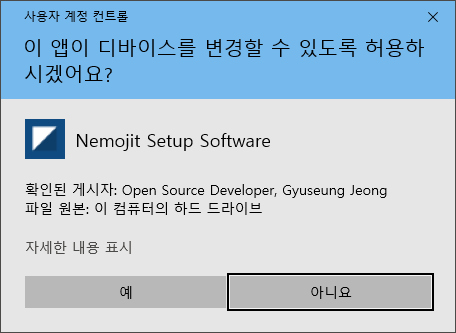 사용자 계정 컨트롤
이 앱이 디바이스를 변경할 수 있도록 허용하
시겠어요?
Nemojit Setup Software
확인된 게시자: Open Source Developer, Gyuseung Jeong
파일 원본: 이 컴퓨터의 하드 드라이브
자세한 내용 표시
예
아니요